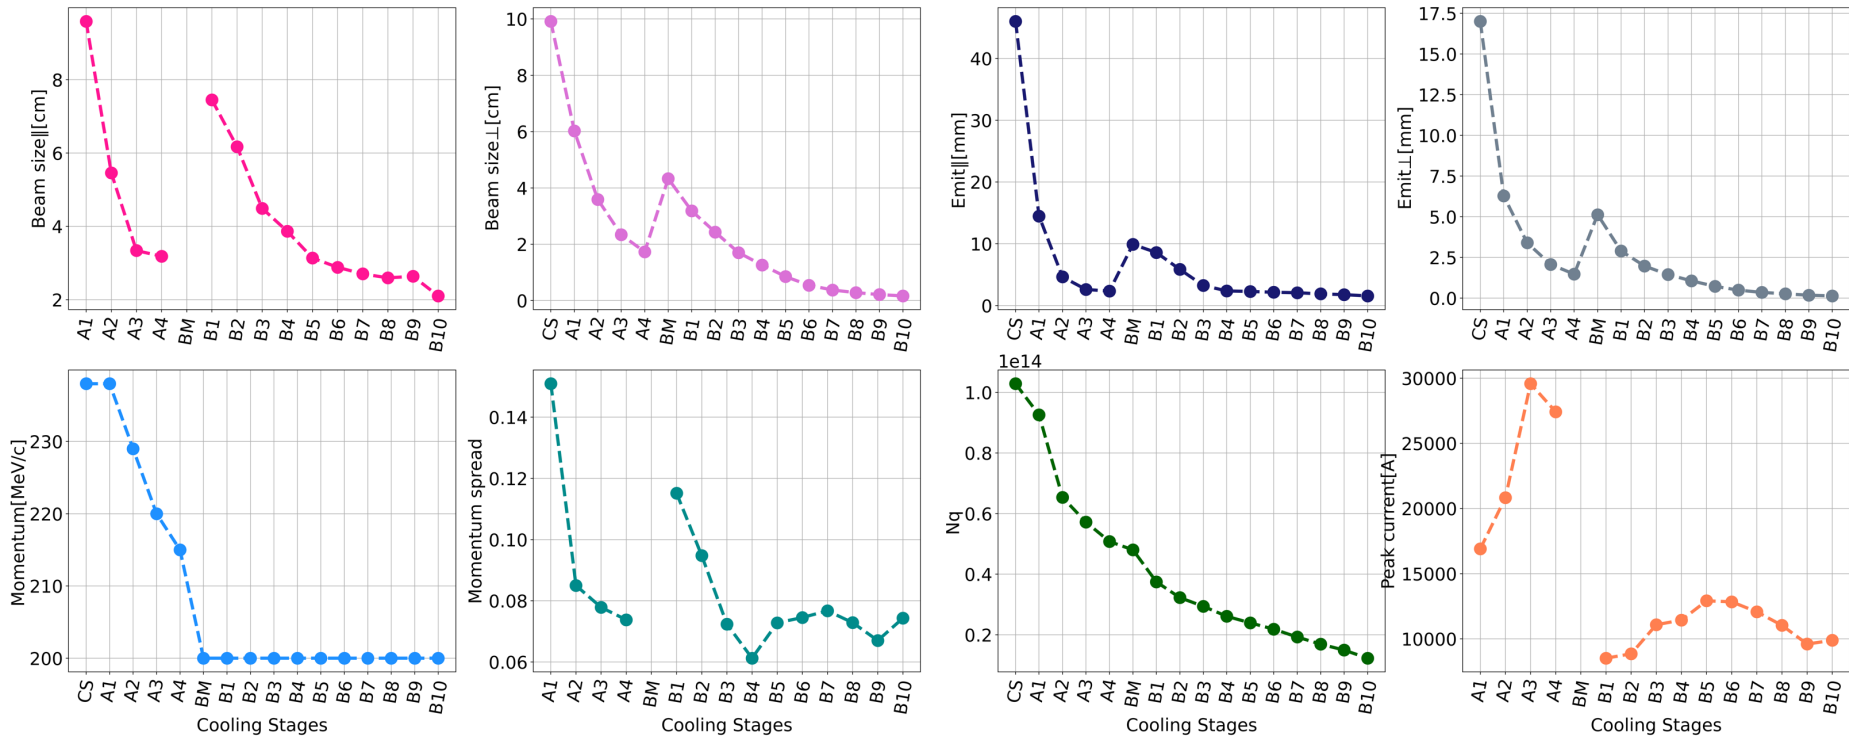 Beam size∥[cm]
8
6
4
2
A1 A2 A3 A4 BM B1 B2 B3 B4 B5 B6 B7 B8 B9 B10
Beam size⊥[cm]
10
8
6
4
2
0
CS A1 A2 A3 A4 BM B1 B2 B3 B4 B5 B6 B7 B8 B9 B10
Emit∥[mm]
40
30
20
10
0
CS A1 A2 A3 A4 BM B1 B2 B3 B4 B5 B6 B7 B8 B9 B10
Emit⊥[mm]
17.5
15.0
12.5
10.0
7.5
5.0
2.5
0.0
CS A1 A2 A3 A4 BM B1 B2 B3 B4 B5 B6 B7 B8 B9 B10
Momentum[MeV/c]
230
220
210
200
CS A1 A2 A3 A4 BM B1 B2 B3 B4 B5 B6 B7 B8 B9 B10
Cooling Stages
Momentum spread
0.14
0.12
0.10
0.08
0.06
A1 A2 A3 A4 BM B1 B2 B3 B4 B5 B6 B7 B8 B9 B10
Cooling Stages
1e14
Nq
1.0
0.8
0.6
0.4
0.2
CS A1 A2 A3 A4 BM B1 B2 B3 B4 B5 B6 B7 B8 B9 B10
Cooling Stages
Peak current[A]
30000
25000
20000
15000
10000
A1 A2 A3 A4 BM B1 B2 B3 B4 B5 B6 B7 B8 B9 B10
Cooling Stages